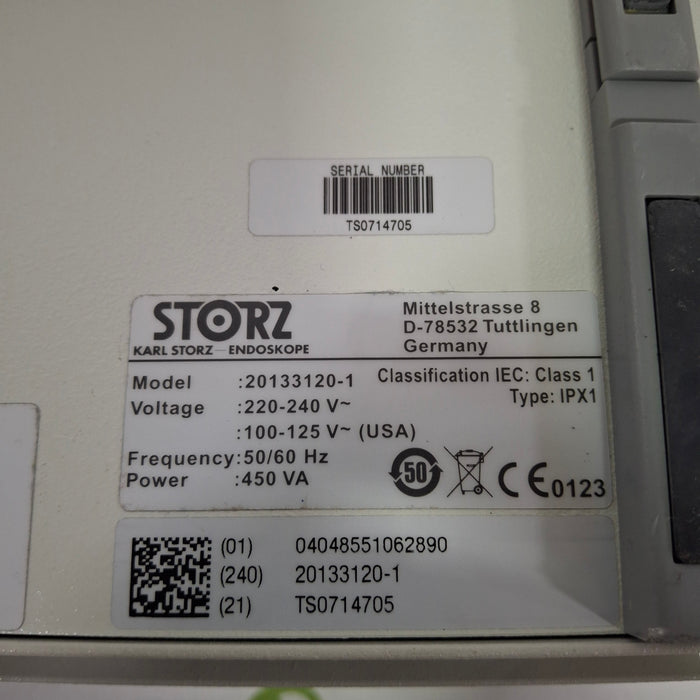 SERIAL NUMBER
TS0714705
STORZ
KARL STORZ — ENDOSKOPE
Mittelstrasse 8
D-78532 Tuttlingen
Germany
Model :20133120-1
Classification IEC: Class 1
Type: IPX1
Voltage :220-240 V~
:100-125 V~ (USA)
Frequency:50/60 Hz
Power :450 VA
50
CE0123
(01) 04048551062890
(240) 20133120-1
(21) TS0714705